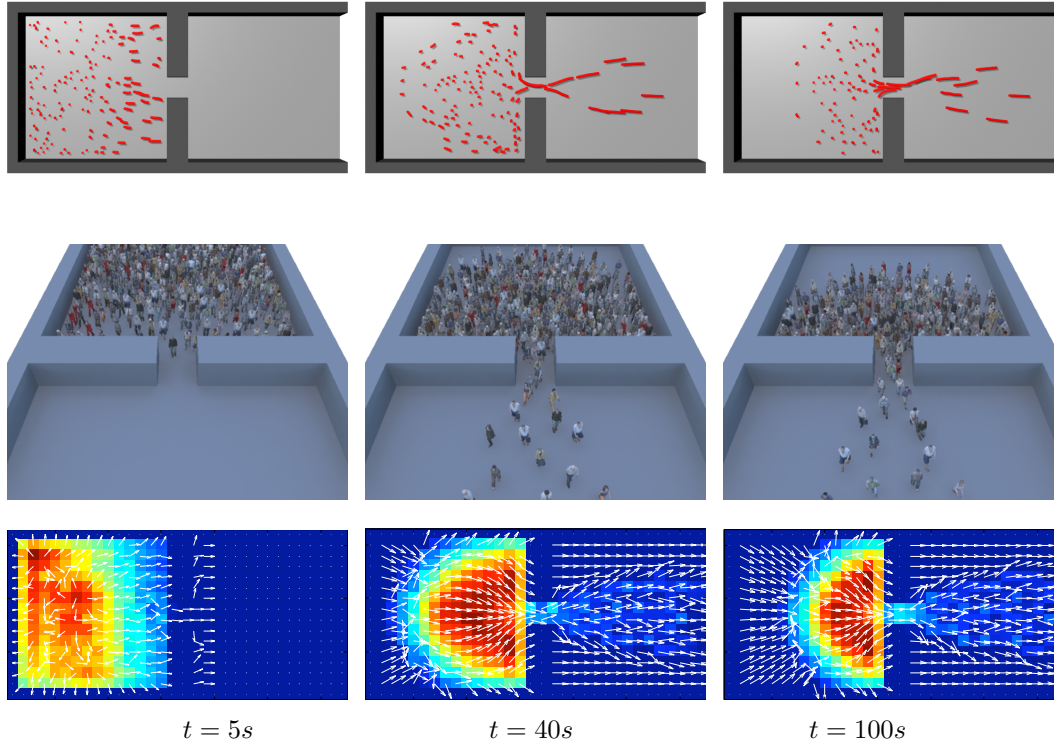 t = 5s
t = 40s
t = 100s